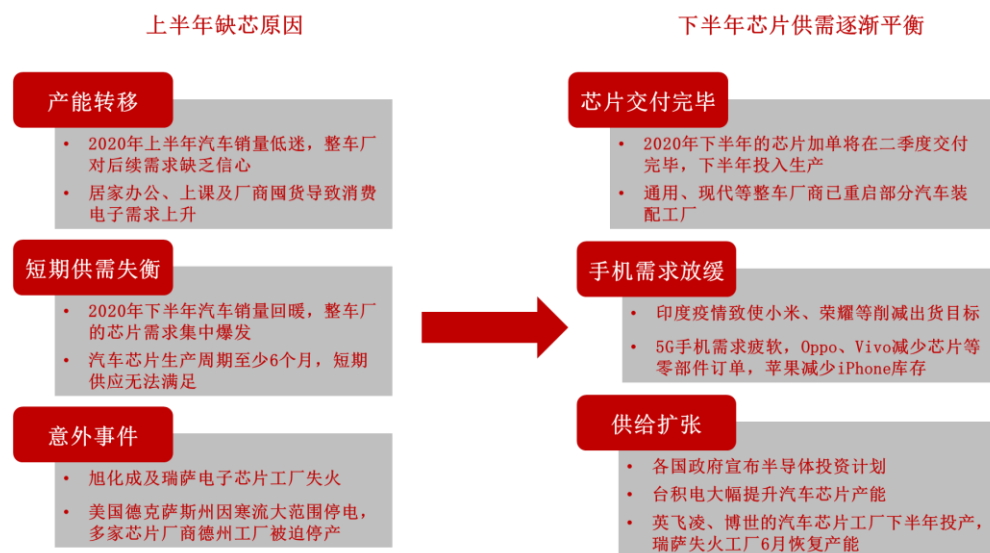 上半年缺芯原因
产能转移
• 2020年上半年汽车销量低迷，整车厂
对后续需求缺乏信心
• 居家办公、上课及厂商囤货导致消费
电子需求上升
短期供需失衡
• 2020年下半年汽车销量回暖，整车厂
的芯片需求集中爆发
• 汽车芯片生产周期至少6个月，短期
供应无法满足
意外事件
• 旭化成及瑞萨电子芯片工厂失火
• 美国德克萨斯州因寒流大范围停电，
多家芯片厂商德州工厂被迫停产
下半年芯片供需逐渐平衡
芯片交付完毕
• 2020年下半年的芯片加单将在二季度交付
完毕，下半年投入生产
• 通用、现代等整车厂商已重启部分汽车装
配工厂
手机需求放缓
• 印度疫情致使小米、荣耀等削减出货目标
• 5G手机需求疲软，Oppo、Vivo减少芯片等
零部件订单，苹果减少iPhone库存
供给扩张
• 各国政府宣布半导体投资计划
• 台积电大幅提升汽车芯片产能
• 英飞凌、博世的汽车芯片工厂下半年投产，
瑞萨失火工厂6月恢复产能